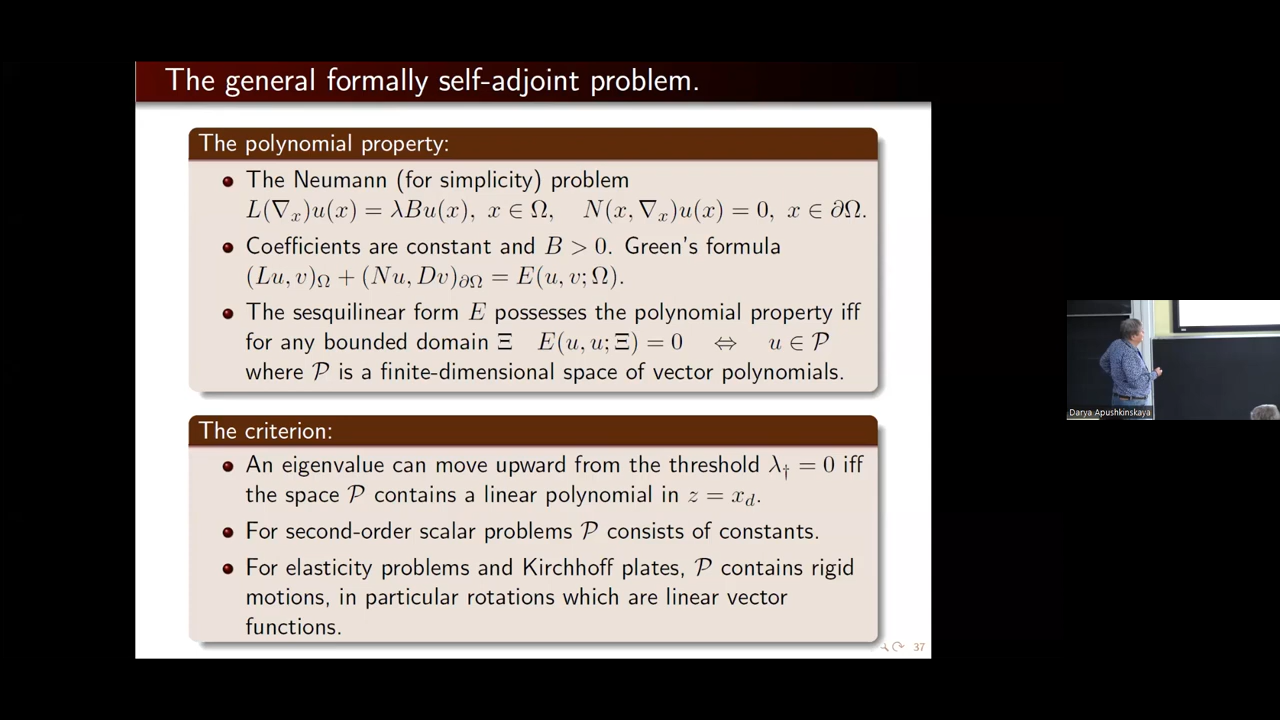 The general formally self-adjoint problem.
The polynomial property:
The Neumann (for simplicity) problem
L(∇ₓ)u(x) = λBu(x), x ∈ Ω, N(x, ∇ₓ)u(x) = 0, x ∈ ∂Ω.
Coefficients are constant and B > 0. Green's formula
(Lu, v)_Ω + (Nu, Dv)_∂Ω = E(u, v; Ω).
The sesquilinear form E possesses the polynomial property iff
for any bounded domain Ξ E(u, u; Ξ) = 0 ⇔ u ∈ 𝒫
where 𝒫 is a finite-dimensional space of vector polynomials.
The criterion:
An eigenvalue can move upward from the threshold λ_† = 0 iff
the space 𝒫 contains a linear polynomial in z = x_d.
For second-order scalar problems 𝒫 consists of constants.
For elasticity problems and Kirchhoff plates, 𝒫 contains rigid
motions, in particular rotations which are linear vector
functions.
37
Darya Apushkinskaya